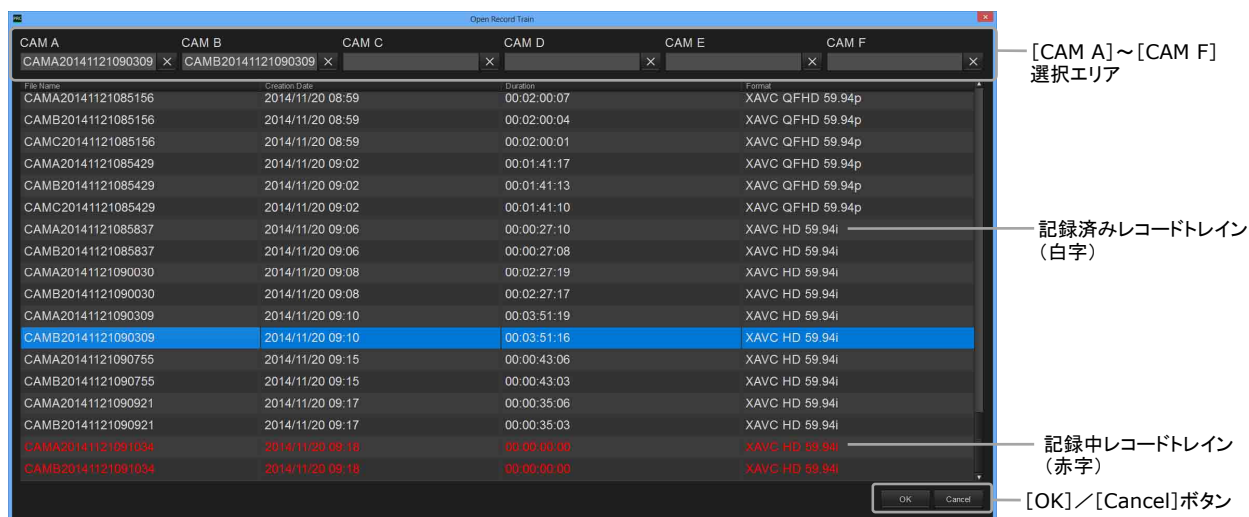 PRC Open Record Train
CAM A CAM B CAM C CAM D CAM E CAM F
CAMA20141121090309 × CAMB20141121090309 × × × × ×
[CAM A]~[CAM F]
選択エリア
File Name Creation Date Duration Format
CAMA20141121085156 2014/11/20 08:59 00:02:00:07 XAVC QFHD 59.94p
CAMB20141121085156 2014/11/20 08:59 00:02:00:04 XAVC QFHD 59.94p
CAMC20141121085156 2014/11/20 08:59 00:02:00:01 XAVC QFHD 59.94p
CAMA20141121085429 2014/11/20 09:02 00:01:41:17 XAVC QFHD 59.94p
CAMB20141121085429 2014/11/20 09:02 00:01:41:13 XAVC QFHD 59.94p
CAMC20141121085429 2014/11/20 09:02 00:01:41:10 XAVC QFHD 59.94p
CAMA20141121085837 2014/11/20 09:06 00:00:27:10 XAVC HD 59.94i
記録済みレコードトレイン
(白字)
CAMB20141121085837 2014/11/20 09:06 00:00:27:08 XAVC HD 59.94i
CAMA20141121090030 2014/11/20 09:08 00:02:27:19 XAVC HD 59.94i
CAMB20141121090030 2014/11/20 09:08 00:02:27:17 XAVC HD 59.94i
CAMA20141121090309 2014/11/20 09:10 00:03:51:19 XAVC HD 59.94i
CAMB20141121090309 2014/11/20 09:10 00:03:51:16 XAVC HD 59.94i
CAMA20141121090755 2014/11/20 09:15 00:00:43:06 XAVC HD 59.94i
CAMB20141121090755 2014/11/20 09:15 00:00:43:03 XAVC HD 59.94i
CAMA20141121090921 2014/11/20 09:17 00:00:35:06 XAVC HD 59.94i
CAMB20141121090921 2014/11/20 09:17 00:00:35:03 XAVC HD 59.94i
CAMA20141121091034 2014/11/20 09:18 00:00:00:00 XAVC HD 59.94i
記録中レコードトレイン
(赤字)
CAMB20141121091034 2014/11/20 09:18 00:00:00:00 XAVC HD 59.94i
OK Cancel
[OK]/[Cancel]ボタン